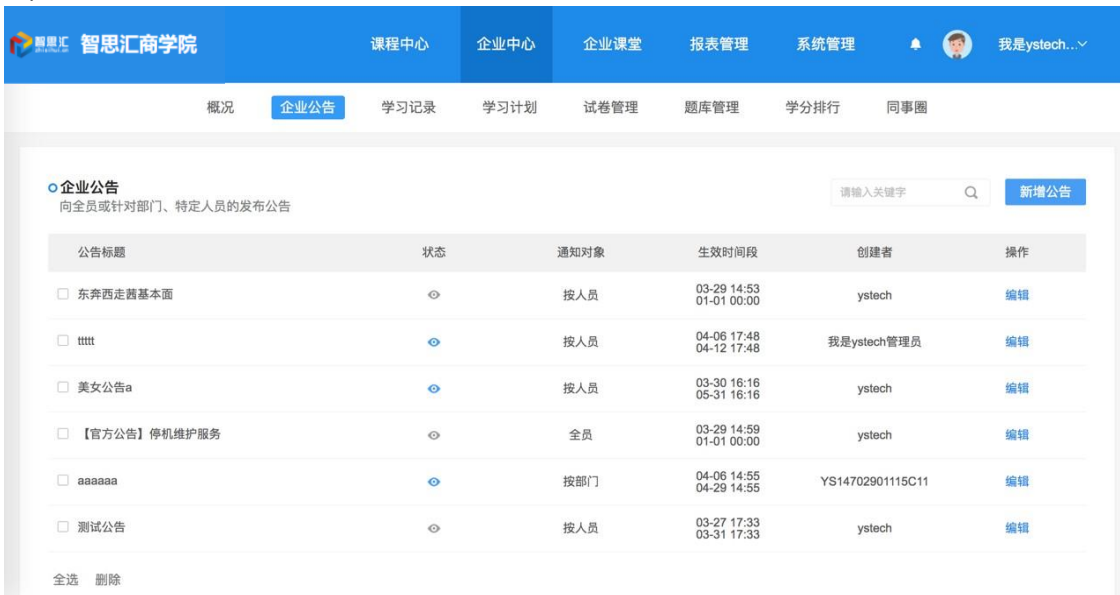 智思汇 智思汇商学院 课程中心 企业中心 企业课堂 报表管理 系统管理 我是ystech...
概况 企业公告 学习记录 学习计划 试卷管理 题库管理 学分排行 同事圈
企业公告
向全员或针对部门、特定人员的发布公告
请输入关键字 新增公告
公告标题 状态 通知对象 生效时间段 创建者 操作
东奔西走茜基本面 按人员 03-29 14:53 ystech 编辑
01-01 00:00
ttttt 按人员 04-06 17:48 我是ystech管理员 编辑
04-12 17:48
美女公告a 按人员 03-30 16:16 ystech 编辑
05-31 16:16
【官方公告】停机维护服务 全员 03-29 14:59 ystech 编辑
01-01 00:00
aaaaaa 按部门 04-06 14:55 YS14702901115C11 编辑
04-29 14:55
测试公告 按人员 03-27 17:33 ystech 编辑
03-31 17:33
全选 删除